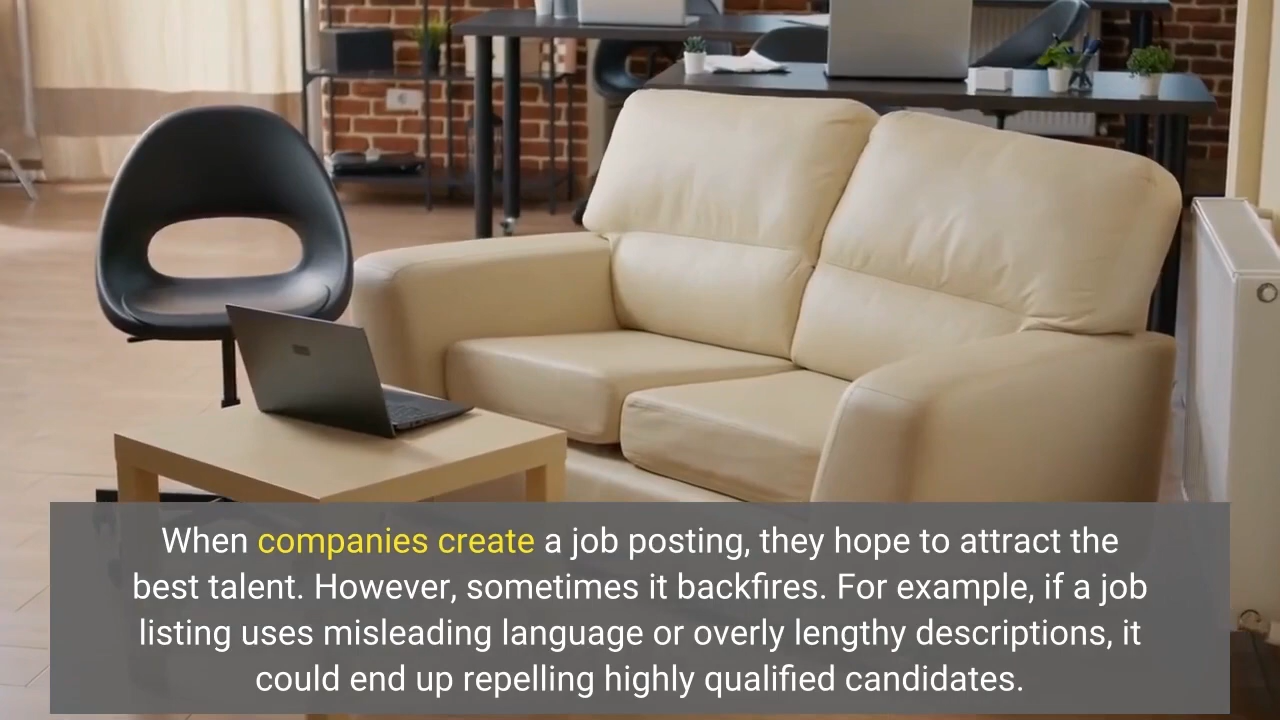 When companies create a job posting, they hope to attract the
best talent. However, sometimes it backfires. For example, if a job
listing uses misleading language or overly lengthy descriptions, it
could end up repelling highly qualified candidates.